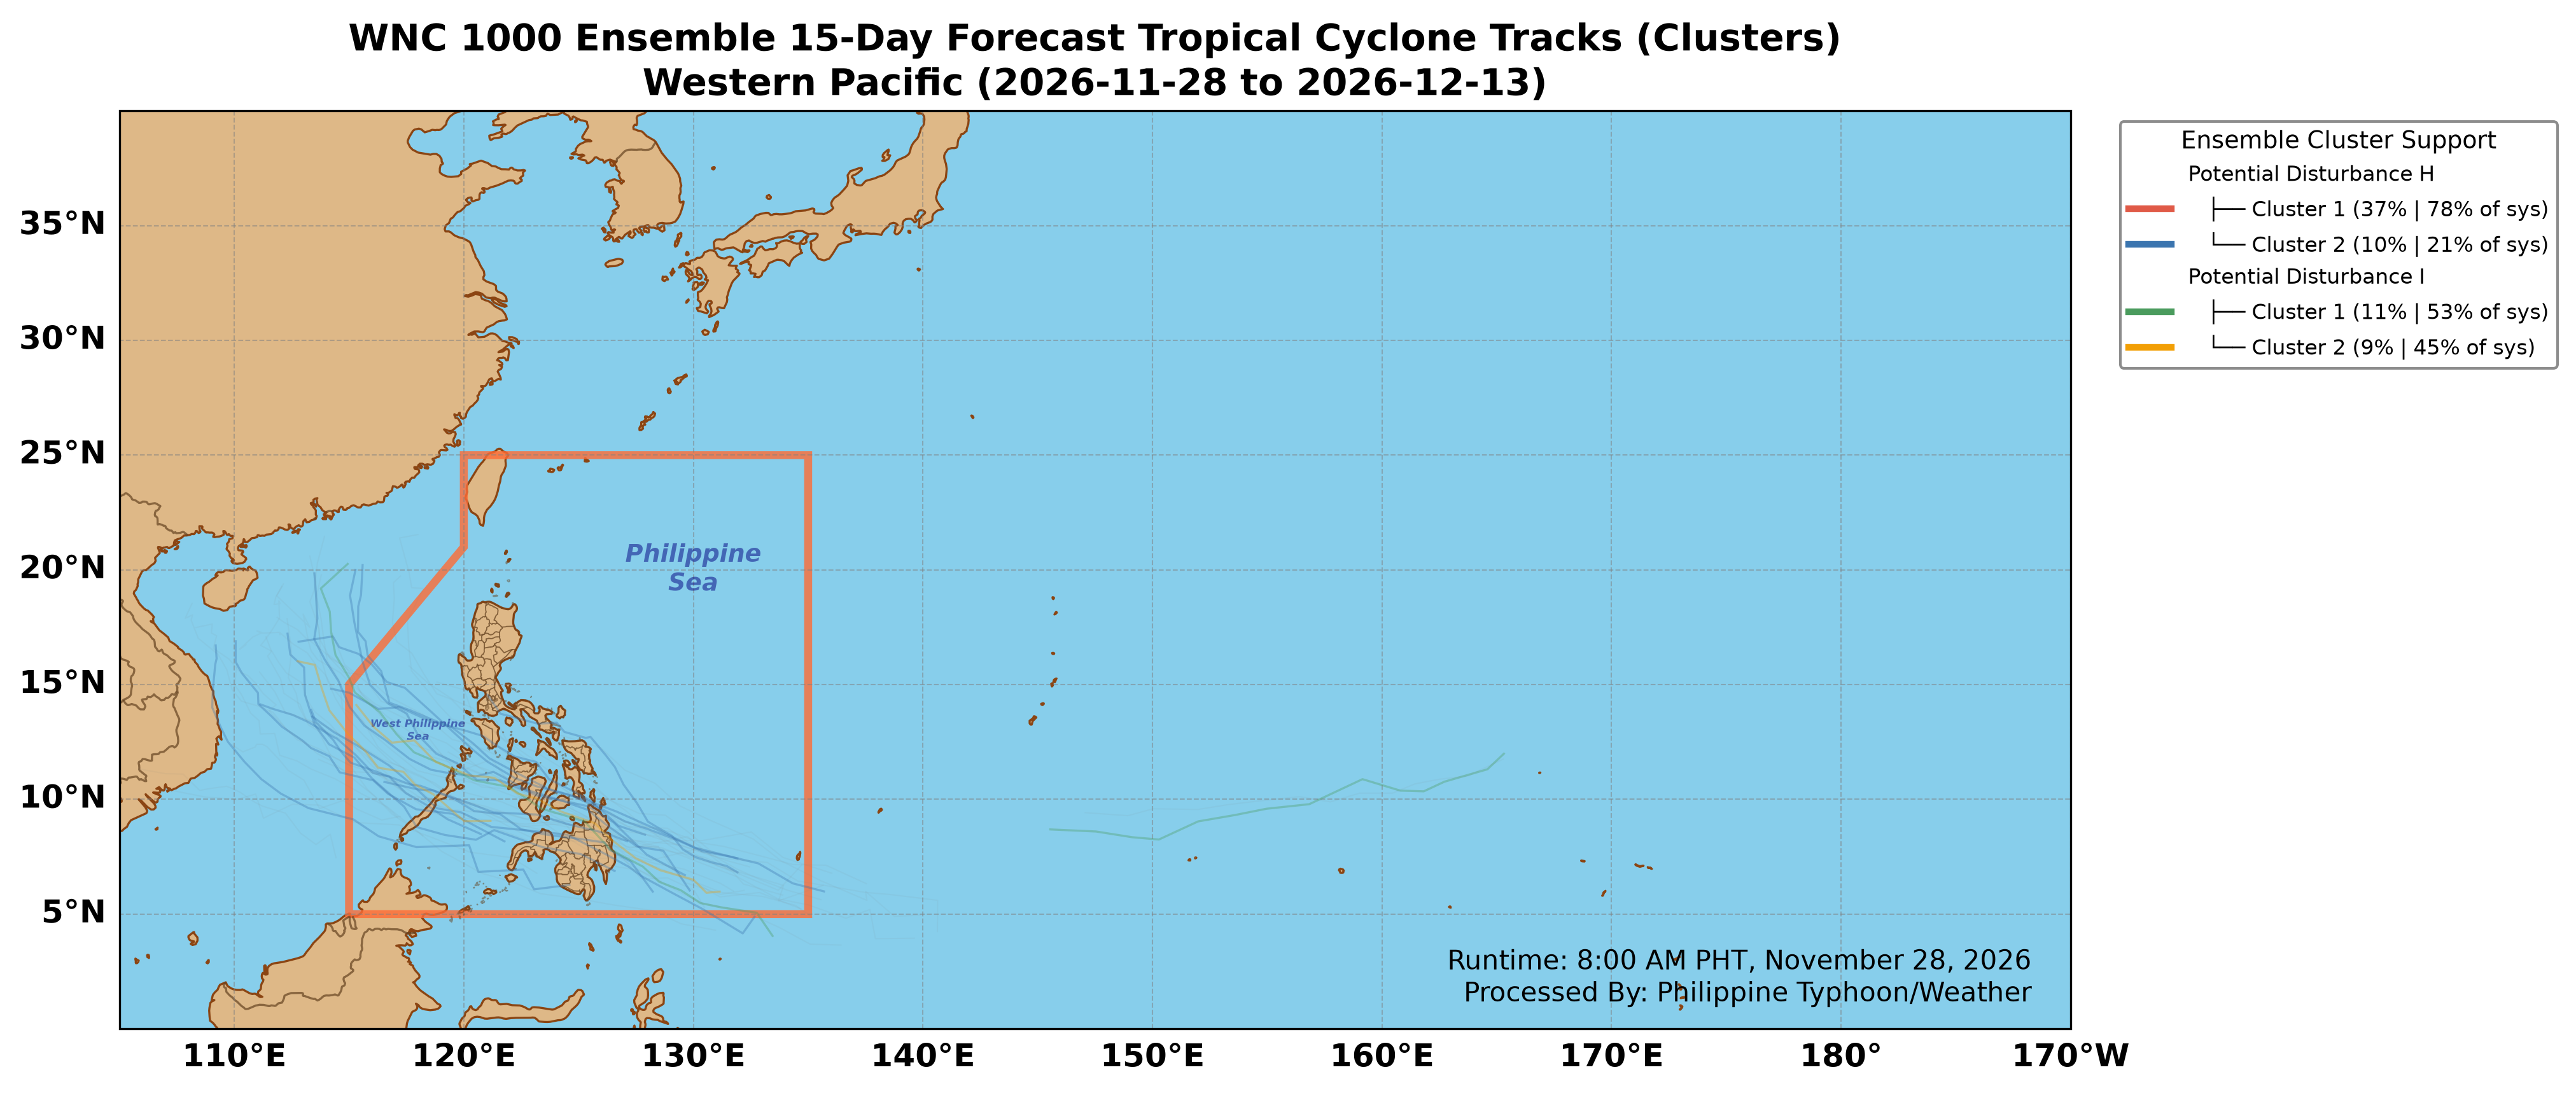 WNC 1000 Ensemble 15-Day Forecast Tropical Cyclone Tracks (Clusters)
Western Pacific (2026-11-28 to 2026-12-13)
Ensemble Cluster Support
Potential Disturbance H
├── Cluster 1 (37% | 78% of sys)
└── Cluster 2 (10% | 21% of sys)
Potential Disturbance I
├── Cluster 1 (11% | 53% of sys)
└── Cluster 2 (9% | 45% of sys)
35°N
30°N
25°N
20°N
15°N
10°N
5°N
Philippine
Sea
West Philippine
Sea
Runtime: 8:00 AM PHT, November 28, 2026
Processed By: Philippine Typhoon/Weather
110°E
120°E
130°E
140°E
150°E
160°E
170°E
180°
170°W